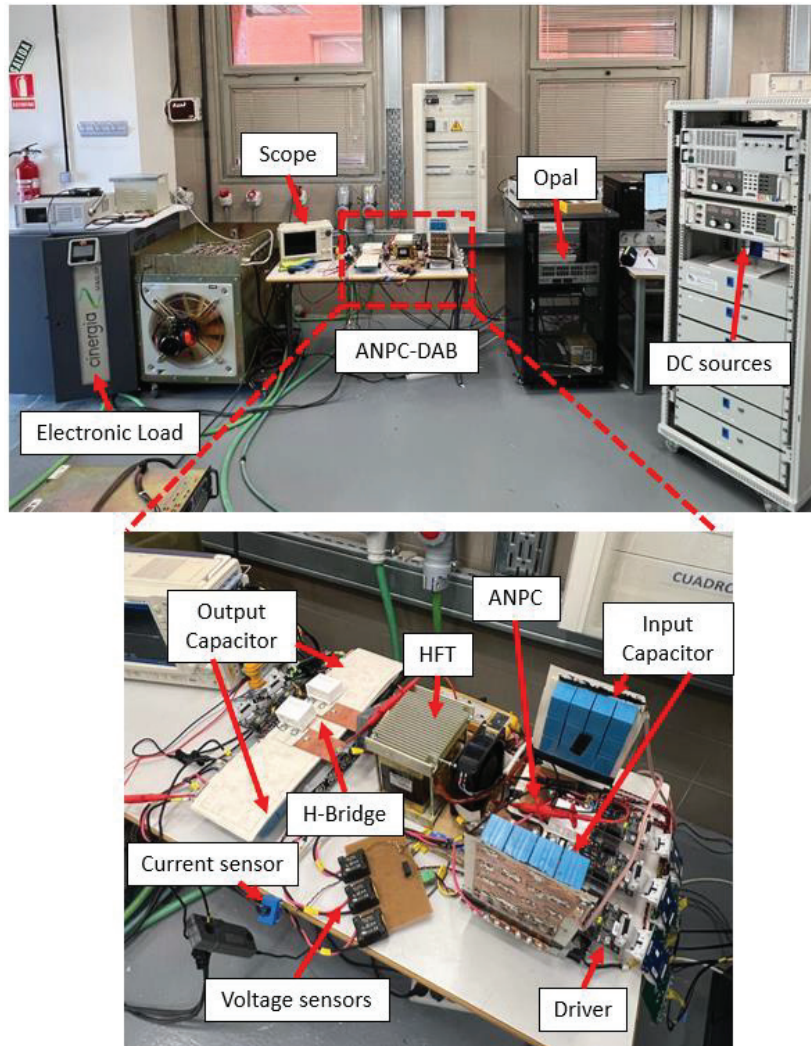 SALIDA
Scope
Opal
ANPC-DAB
DC sources
cinergia
Electronic Load
CUADRO
ANPC
Output
Capacitor
Input
Capacitor
HFT
H-Bridge
Current sensor
Voltage sensors
Driver